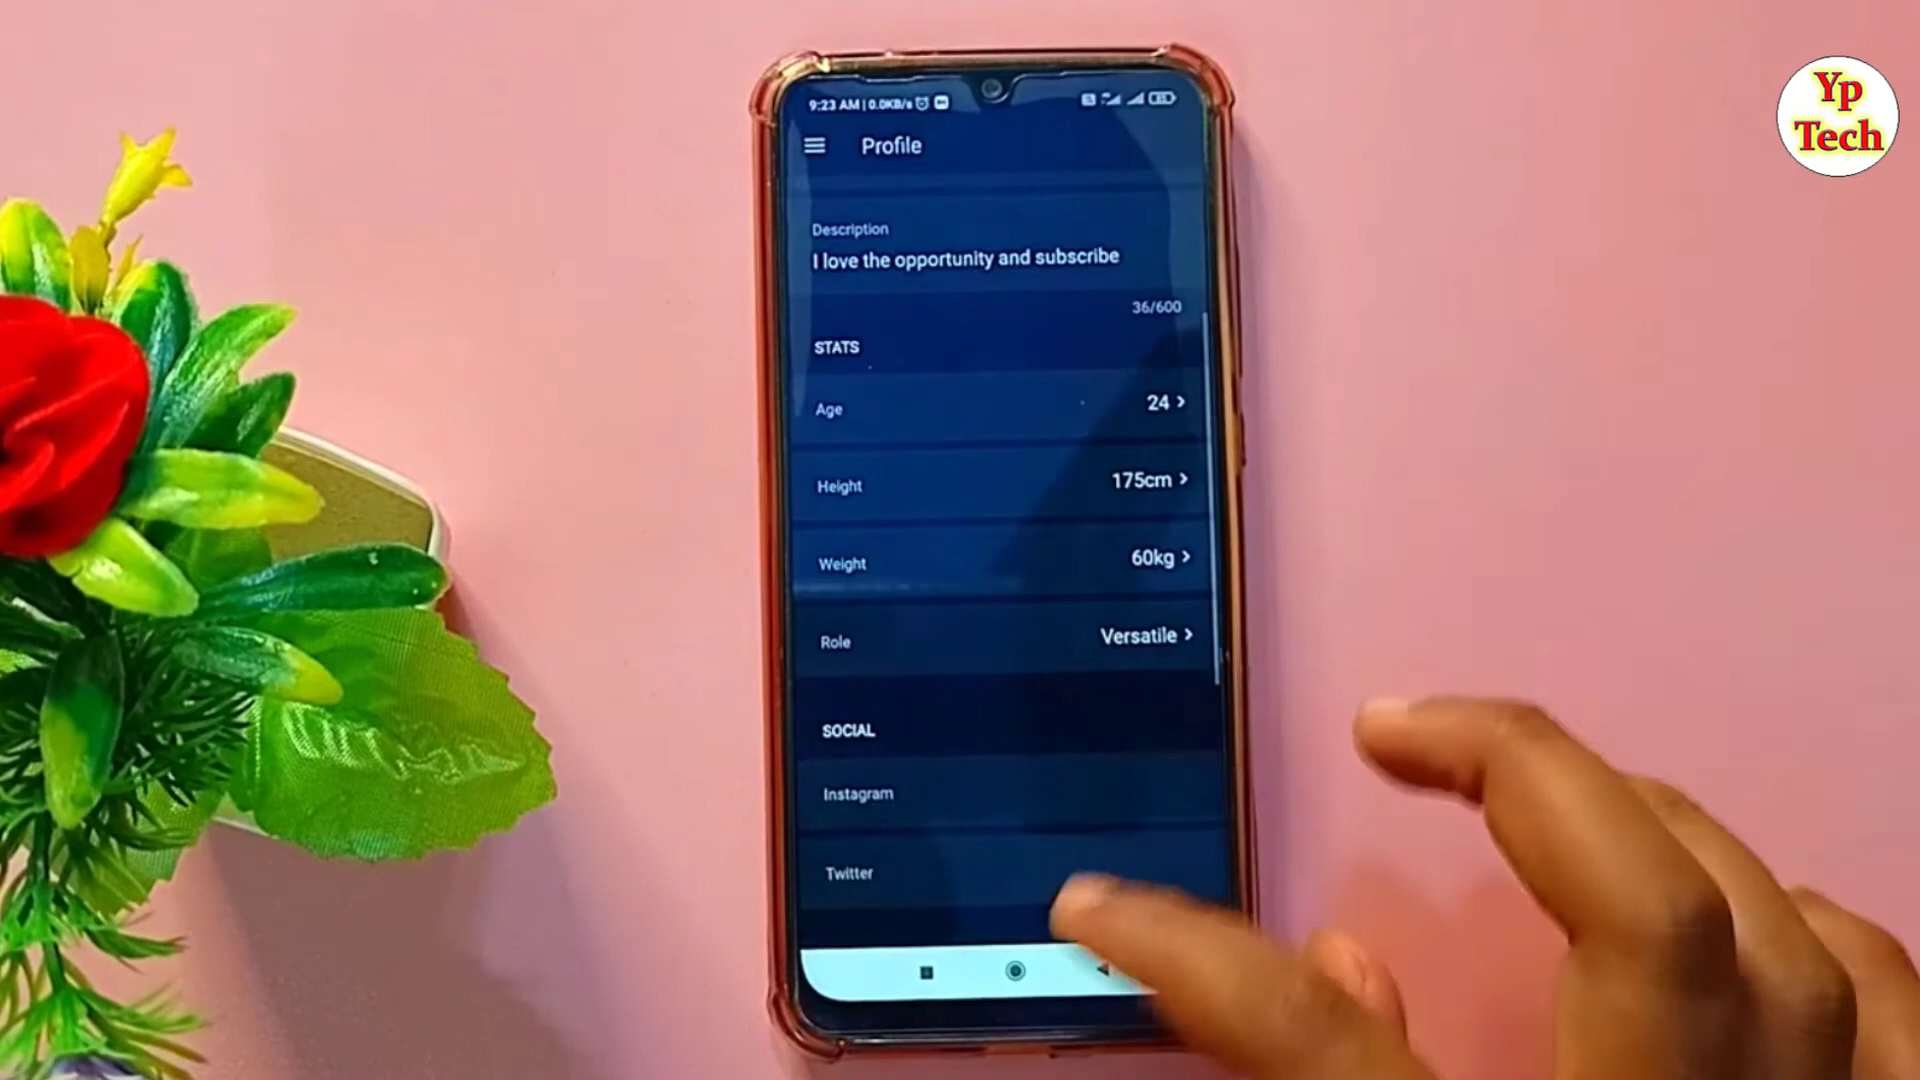 Yp
Tech
9:23 AM | 0.0KB/s
Profile
Description
I love the opportunity and subscribe
36/600
STATS
Age 24 >
Height 175cm >
Weight 60kg >
Role Versatile >
SOCIAL
Instagram
Twitter